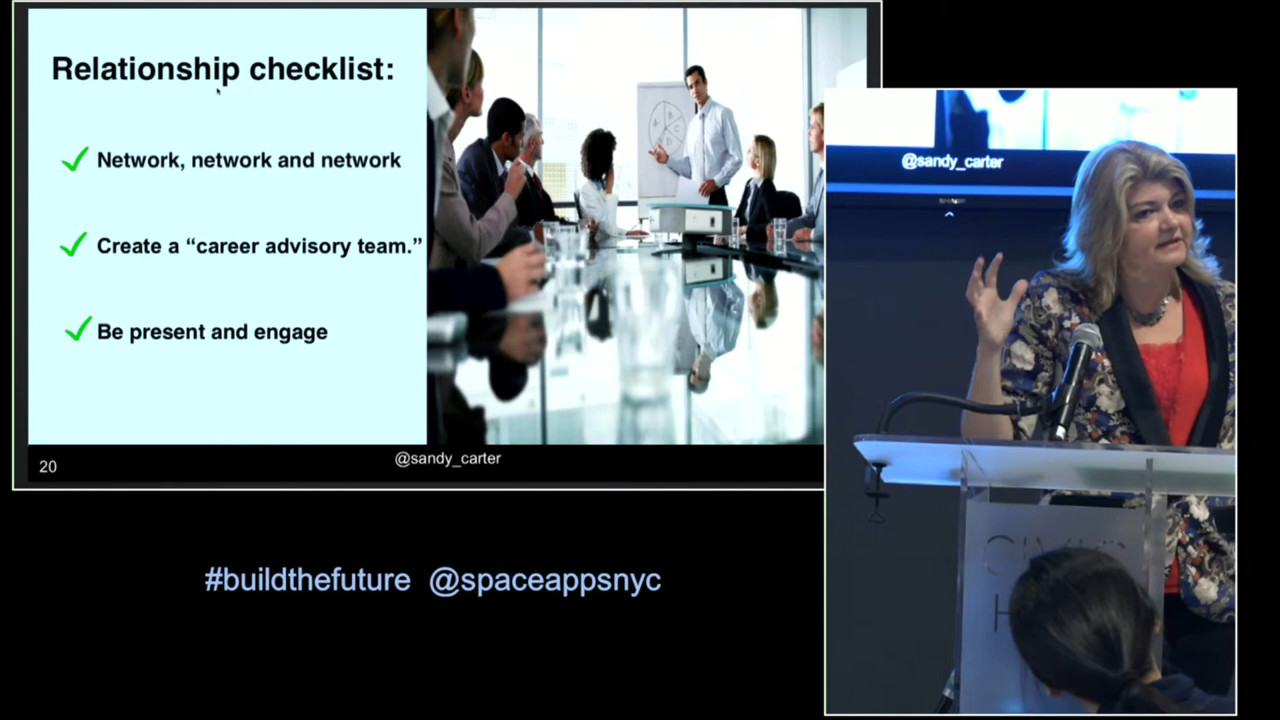 Relationship checklist:
Network, network and network
Create a “career advisory team.”
Be present and engage
20
@sandy_carter
@sandy_carter
#buildthefuture @spaceappsnyc
CIVIC
H